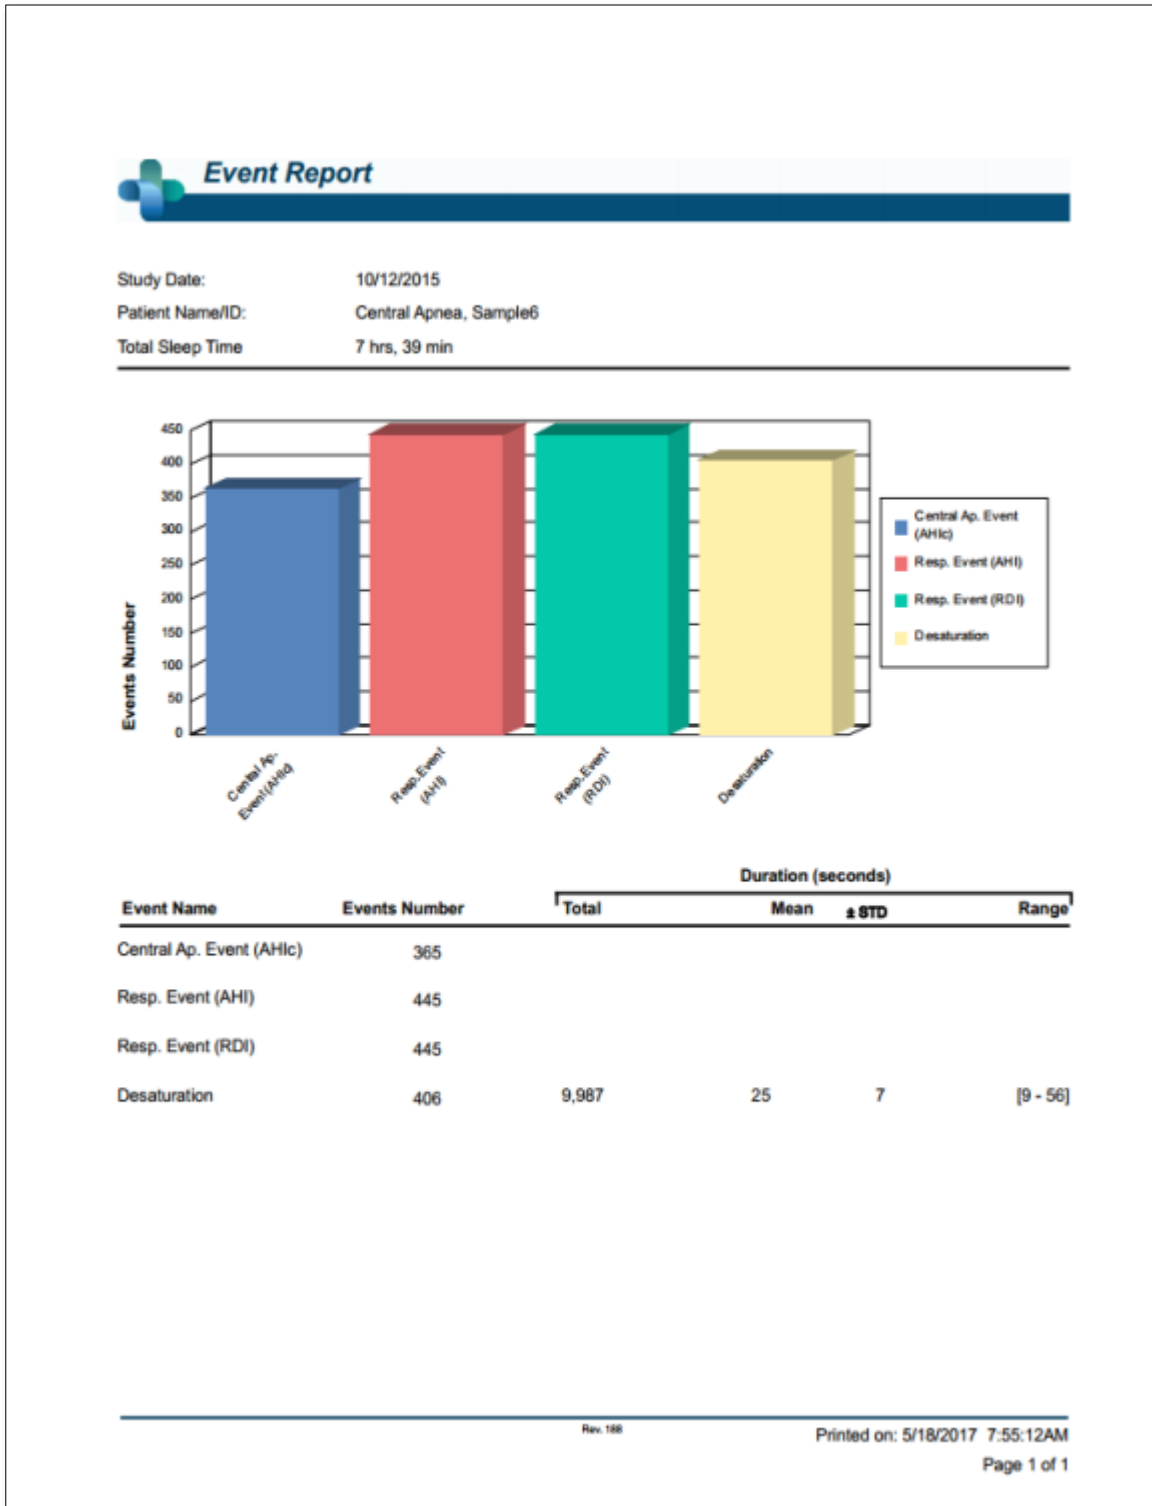 Event Report
Study Date: 10/12/2015
Patient Name/ID: Central Apnea, Sample6
Total Sleep Time 7 hrs, 39 min
450
400
350
300
250
200
150
100
50
0
Events Number
Central Ap.
Event (AHIc)
Resp. Event
(AHI)
Resp. Event
(RDI)
Desaturation
Central Ap. Event
(AHIc)
Resp. Event (AHI)
Resp. Event (RDI)
Desaturation
Duration (seconds)
Event Name Events Number Total Mean ± STD Range
Central Ap. Event (AHIc) 365
Resp. Event (AHI) 445
Resp. Event (RDI) 445
Desaturation 406 9,987 25 7 [9 - 56]
Rev. 188
Printed on: 5/18/2017 7:55:12AM
Page 1 of 1